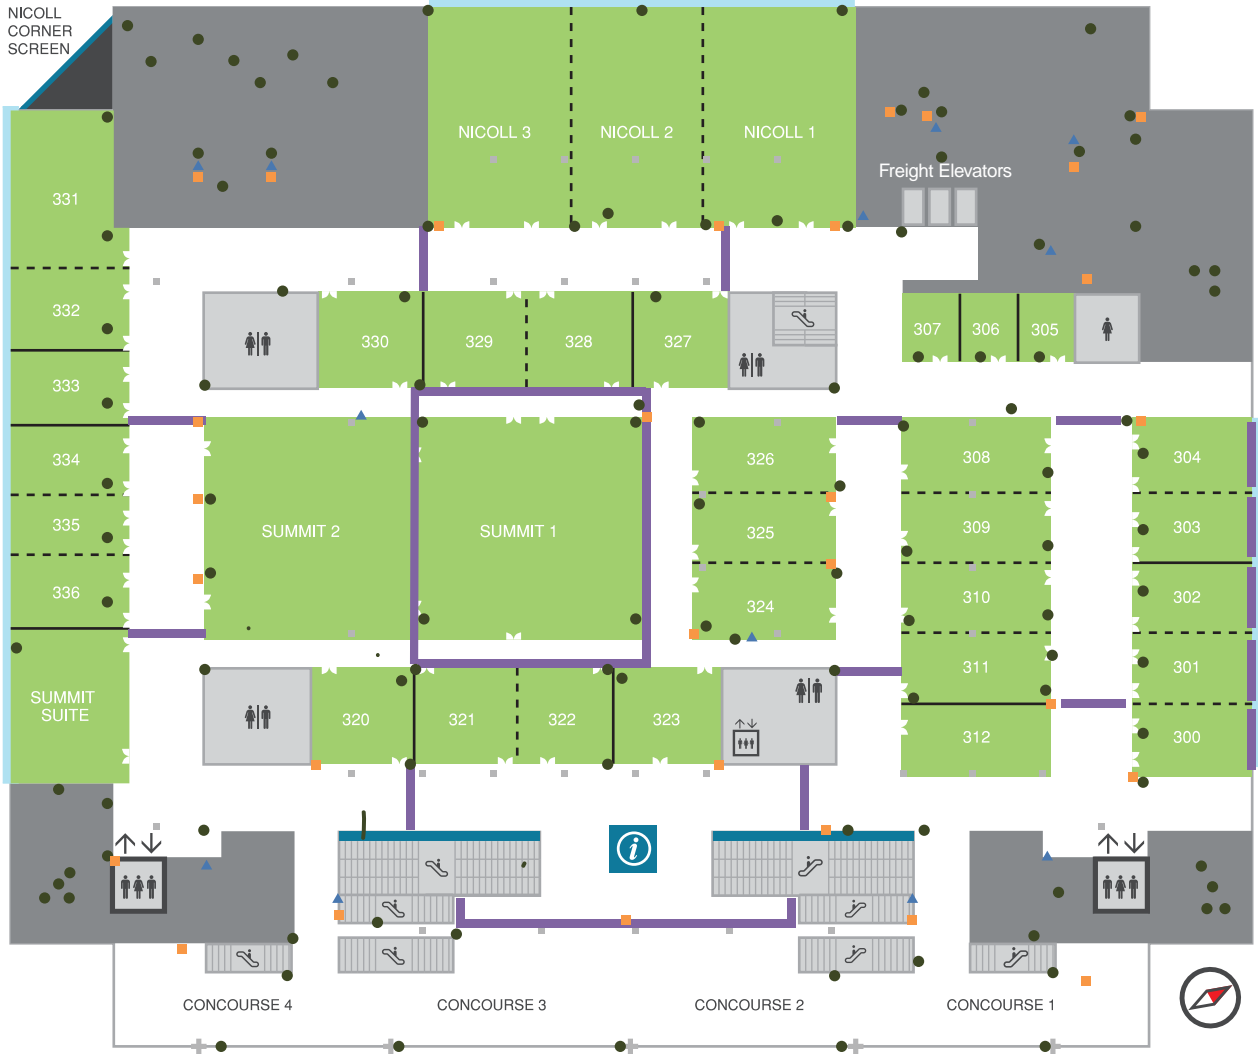 NICOLL
CORNER
SCREEN
NICOLL 3
NICOLL 2
NICOLL 1
Freight Elevators
331
332
333
334
335
336
SUMMIT
SUITE
330
329
328
327
307
306
305
SUMMIT 2
SUMMIT 1
326
325
324
308
309
310
311
312
304
303
302
301
300
320
321
322
323
i
CONCOURSE 4
CONCOURSE 3
CONCOURSE 2
CONCOURSE 1